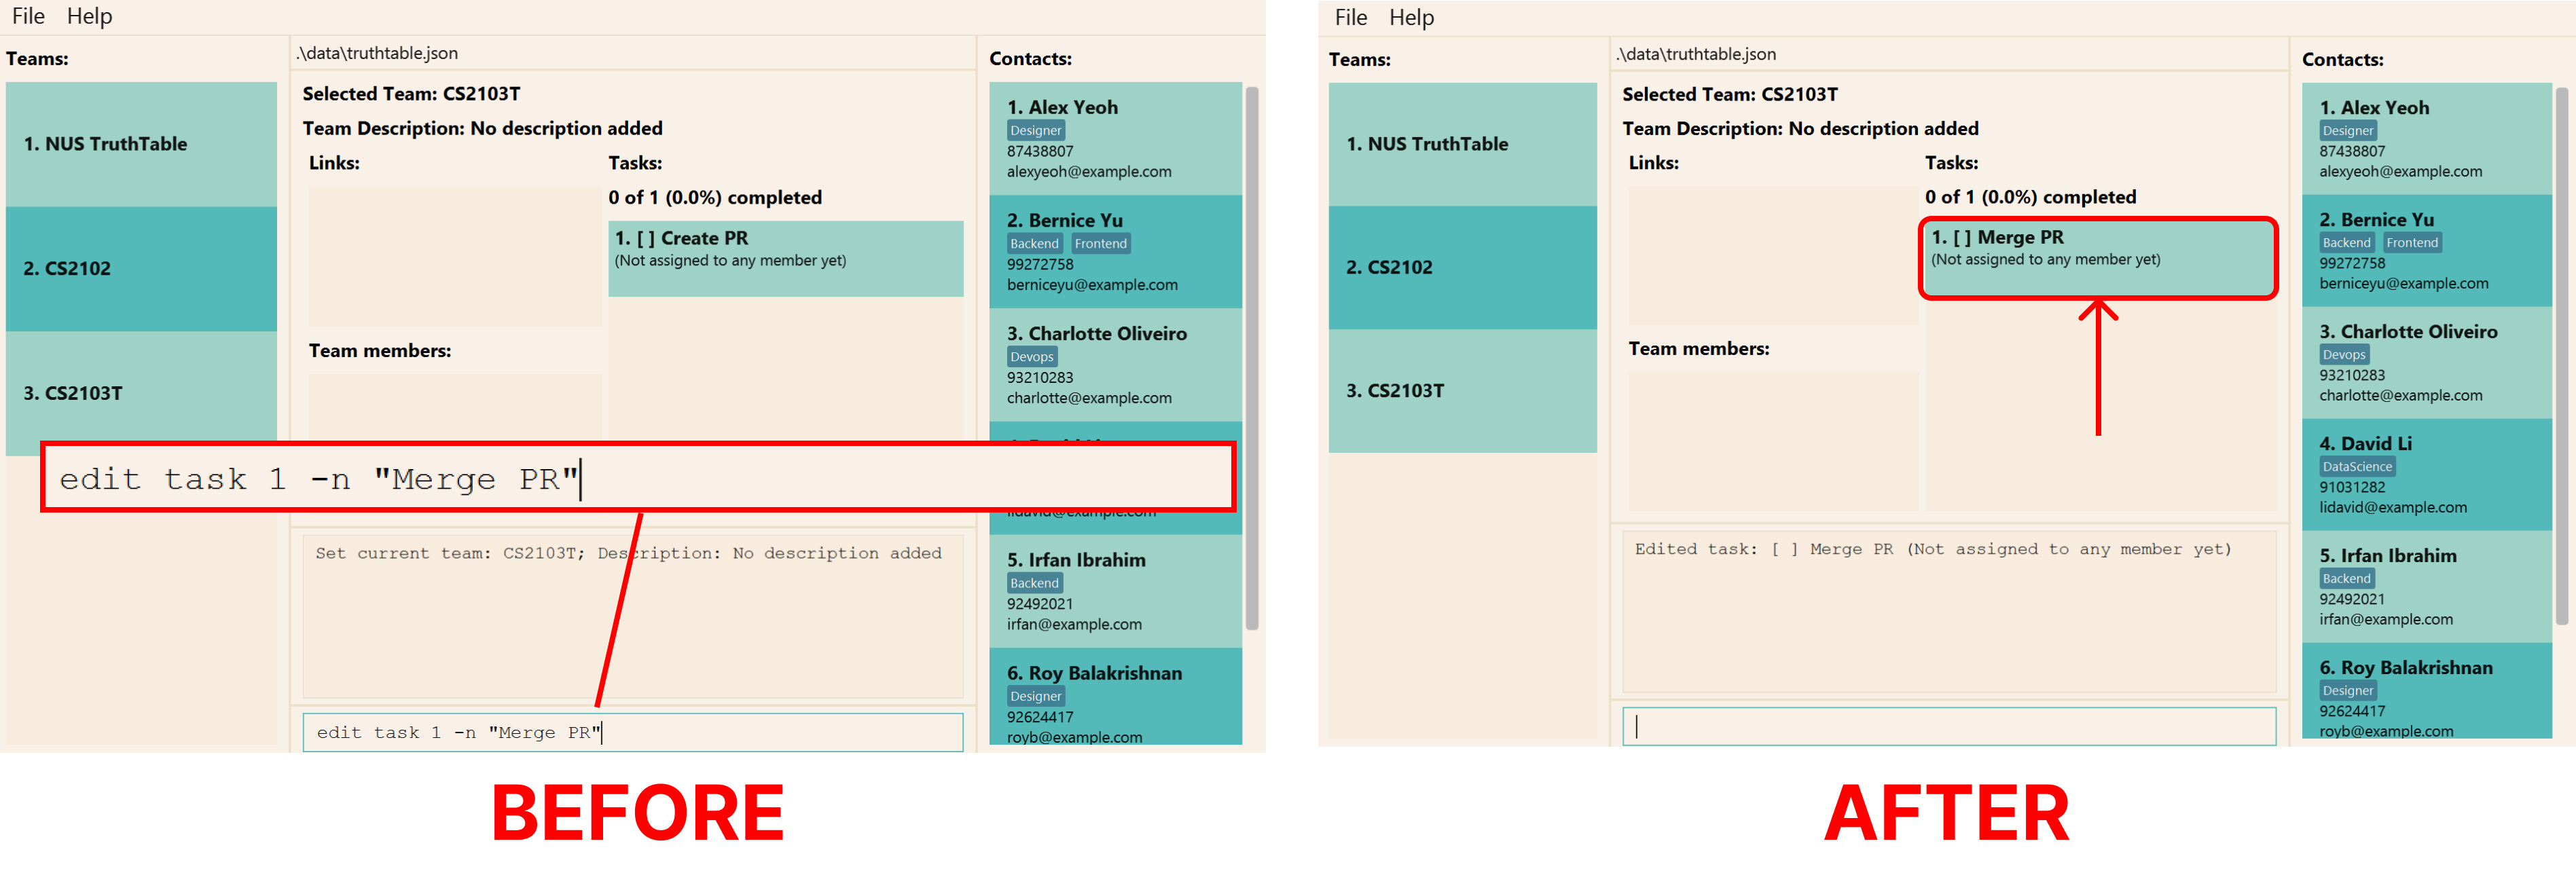 File Help
Teams:
1. NUS TruthTable
2. CS2102
3. CS2103T
.\data\truthtable.json
Selected Team: CS2103T
Team Description: No description added
Links:
Tasks:
0 of 1 (0.0%) completed
1. [ ] Create PR
(Not assigned to any member yet)
Team members:
edit task 1 -n "Merge PR"
Set current team: CS2103T; Description: No description added
edit task 1 -n "Merge PR"
Contacts:
1. Alex Yeoh
Designer
87438807
alexyeoh@example.com
2. Bernice Yu
Backend Frontend
99272758
berniceyu@example.com
3. Charlotte Oliveiro
Devops
93210283
charlotte@example.com
lidavid@example.com
5. Irfan Ibrahim
Backend
92492021
irfan@example.com
6. Roy Balakrishnan
Designer
92624417
royb@example.com
BEFORE
File Help
Teams:
1. NUS TruthTable
2. CS2102
3. CS2103T
.\data\truthtable.json
Selected Team: CS2103T
Team Description: No description added
Links:
Tasks:
0 of 1 (0.0%) completed
1. [ ] Merge PR
(Not assigned to any member yet)
Team members:
Edited task: [ ] Merge PR (Not assigned to any member yet)
Contacts:
1. Alex Yeoh
Designer
87438807
alexyeoh@example.com
2. Bernice Yu
Backend Frontend
99272758
berniceyu@example.com
3. Charlotte Oliveiro
Devops
93210283
charlotte@example.com
4. David Li
DataScience
91031282
lidavid@example.com
5. Irfan Ibrahim
Backend
92492021
irfan@example.com
6. Roy Balakrishnan
Designer
92624417
royb@example.com
AFTER